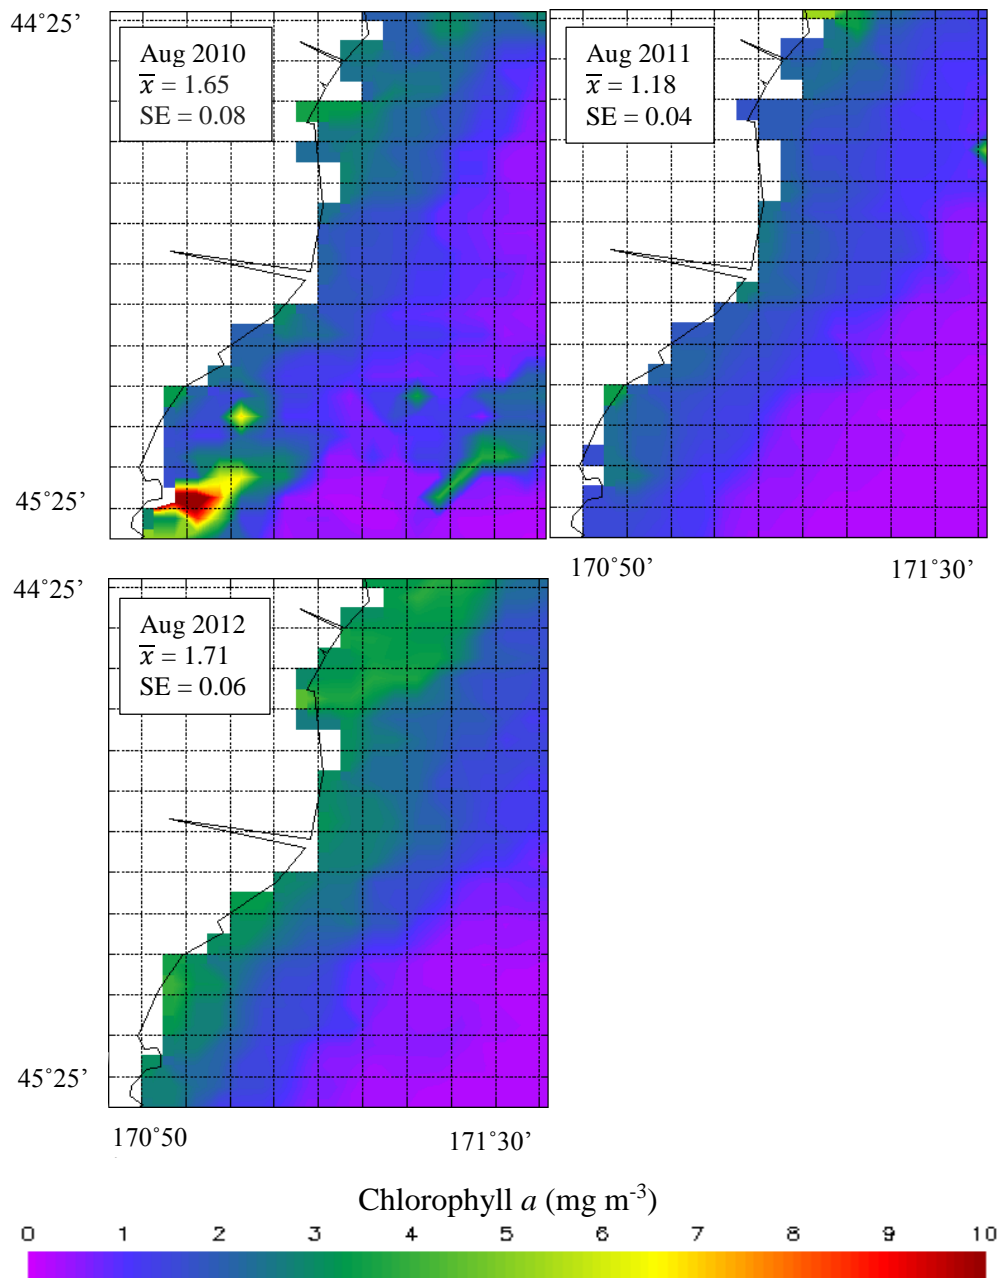 44˚25’
Aug 2010
x̅ = 1.65
SE = 0.08
45˚25’
Aug 2011
x̅ = 1.18
SE = 0.04
170˚50’ 171˚30’
44˚25’
Aug 2012
x̅ = 1.71
SE = 0.06
45˚25’
170˚50 171˚30’
Chlorophyll a (mg m⁻³)
0 1 2 3 4 5 6 7 8 9 10